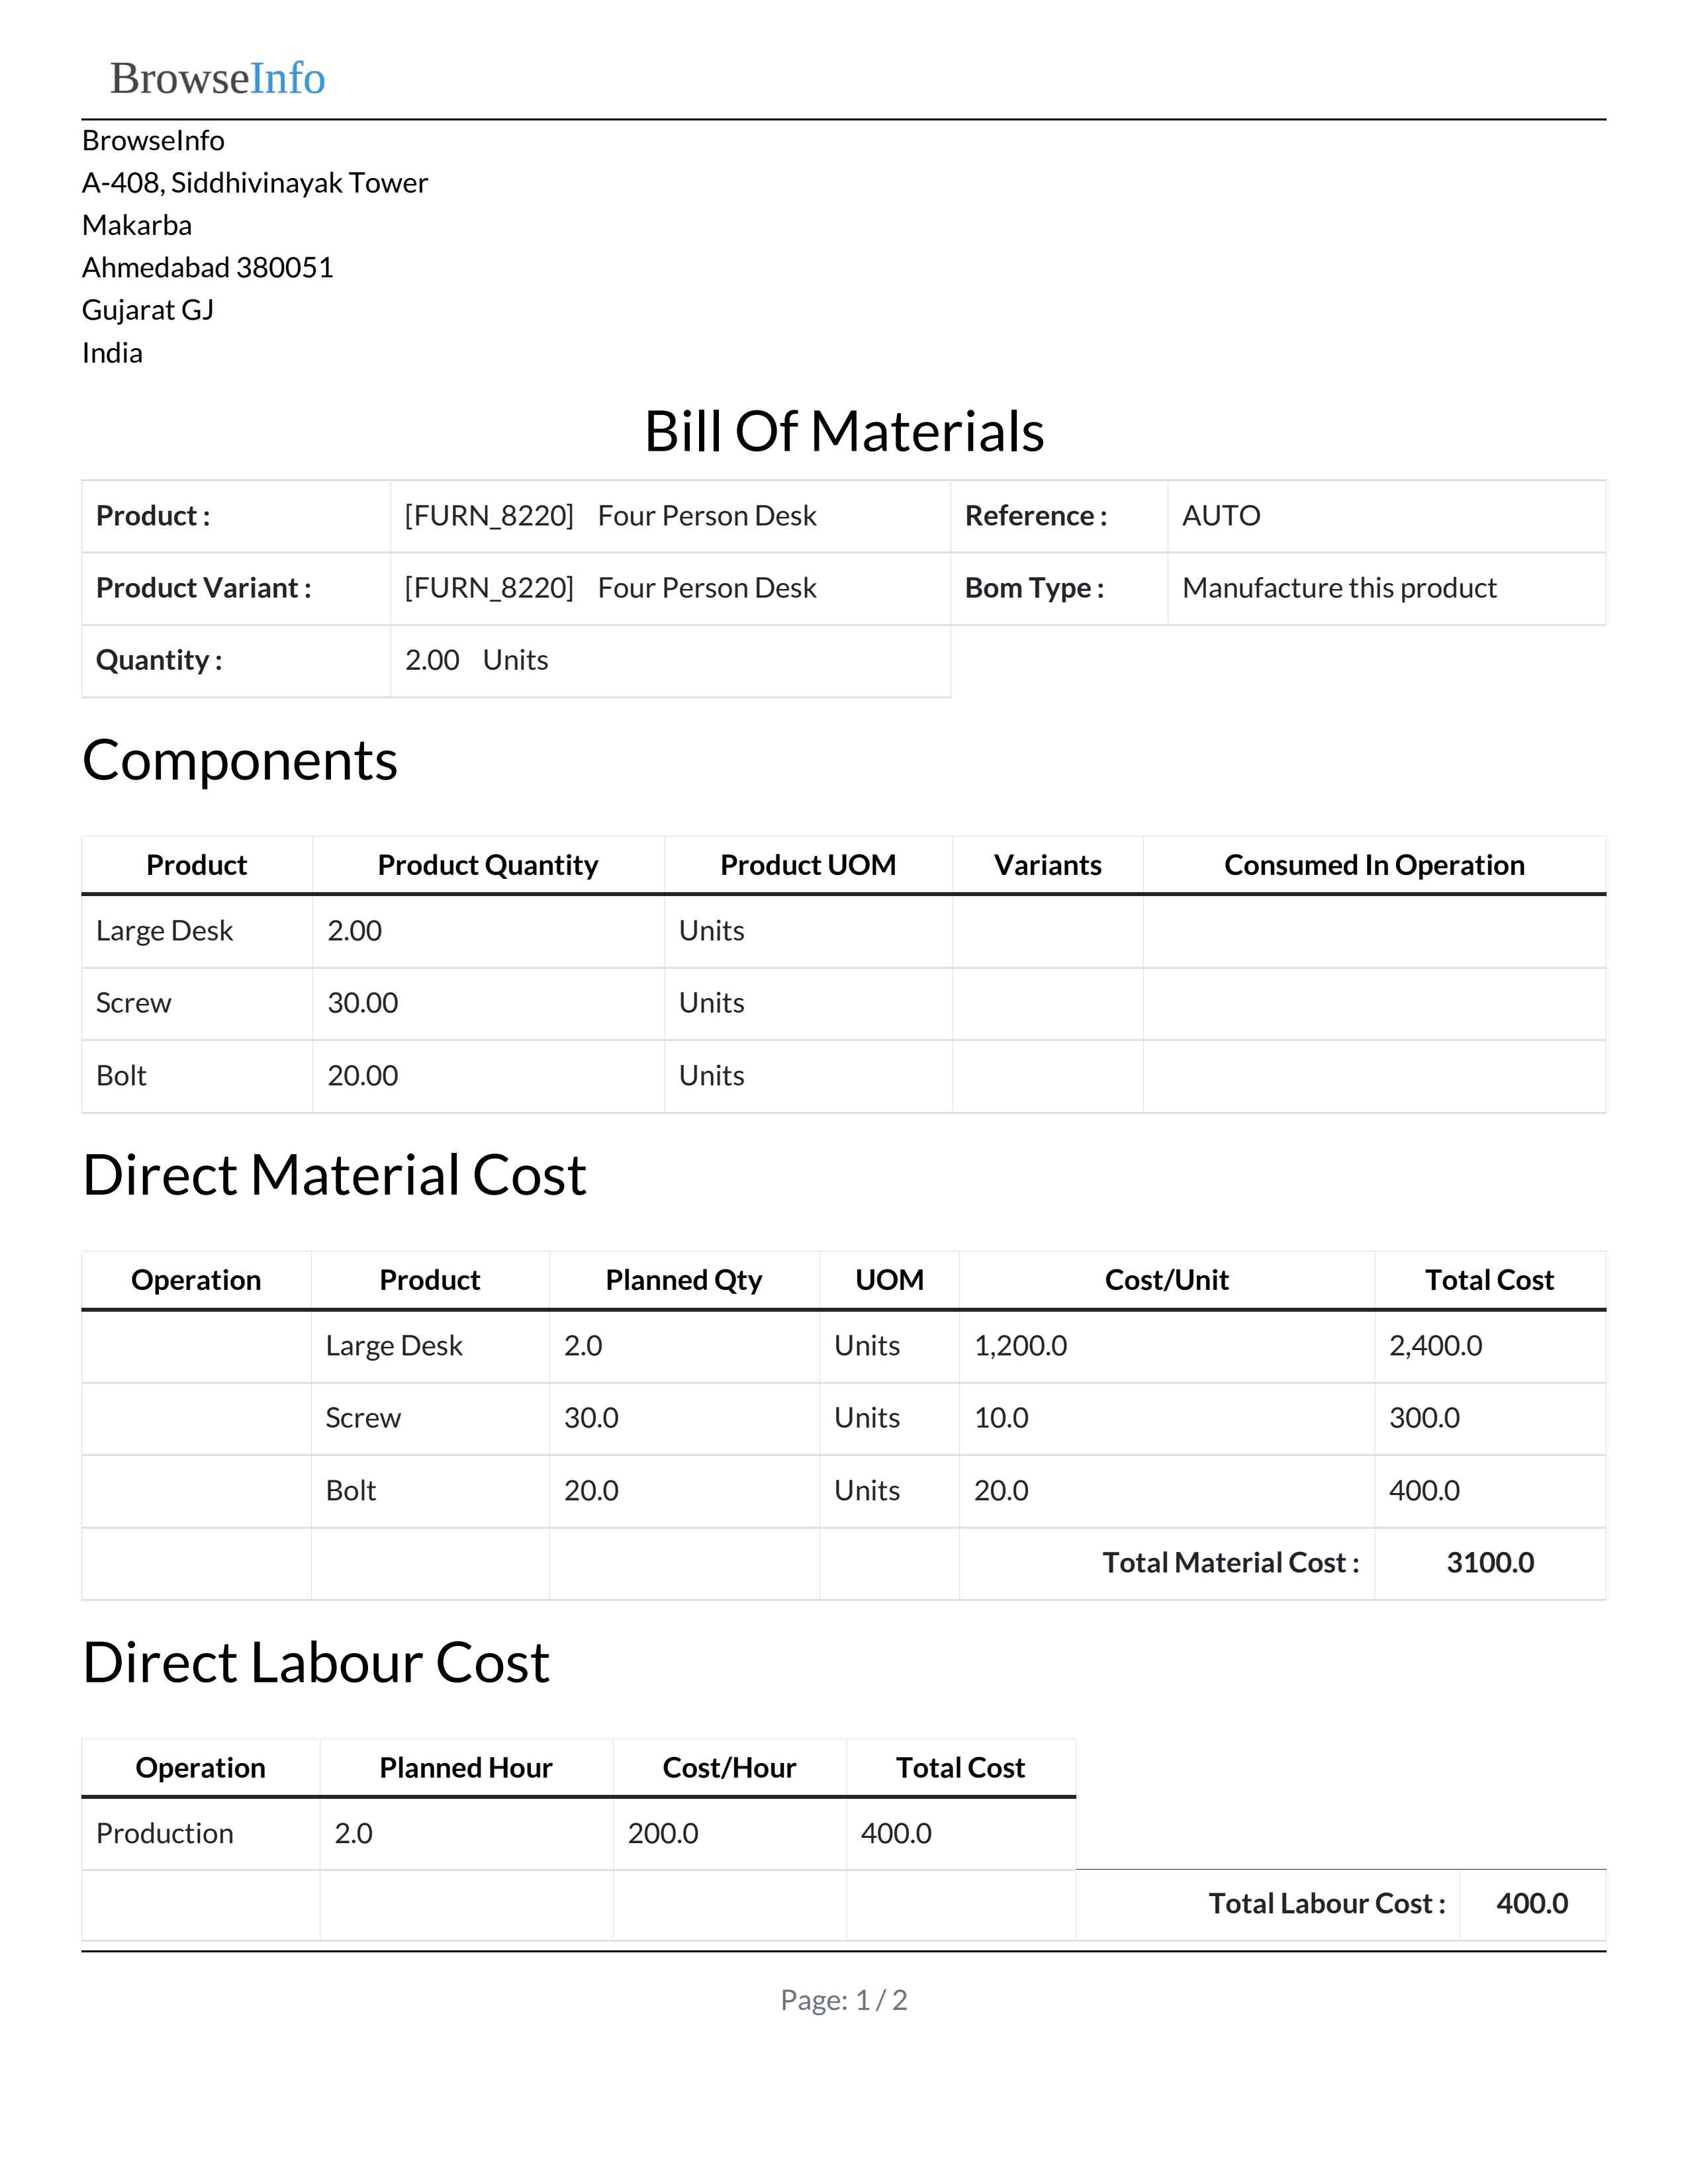 BrowseInfo
BrowseInfo
A-408, Siddhivinayak Tower
Makarba
Ahmedabad 380051
Gujarat GJ
India
Bill Of Materials
Product : [FURN_8220] Four Person Desk Reference : AUTO
Product Variant : [FURN_8220] Four Person Desk Bom Type : Manufacture this product
Quantity : 2.00 Units
Components
Product Product Quantity Product UOM Variants Consumed In Operation
Large Desk 2.00 Units
Screw 30.00 Units
Bolt 20.00 Units
Direct Material Cost
Operation Product Planned Qty UOM Cost/Unit Total Cost
Large Desk 2.0 Units 1,200.0 2,400.0
Screw 30.0 Units 10.0 300.0
Bolt 20.0 Units 20.0 400.0
Total Material Cost : 3100.0
Direct Labour Cost
Operation Planned Hour Cost/Hour Total Cost
Production 2.0 200.0 400.0
Total Labour Cost : 400.0
Page: 1 / 2